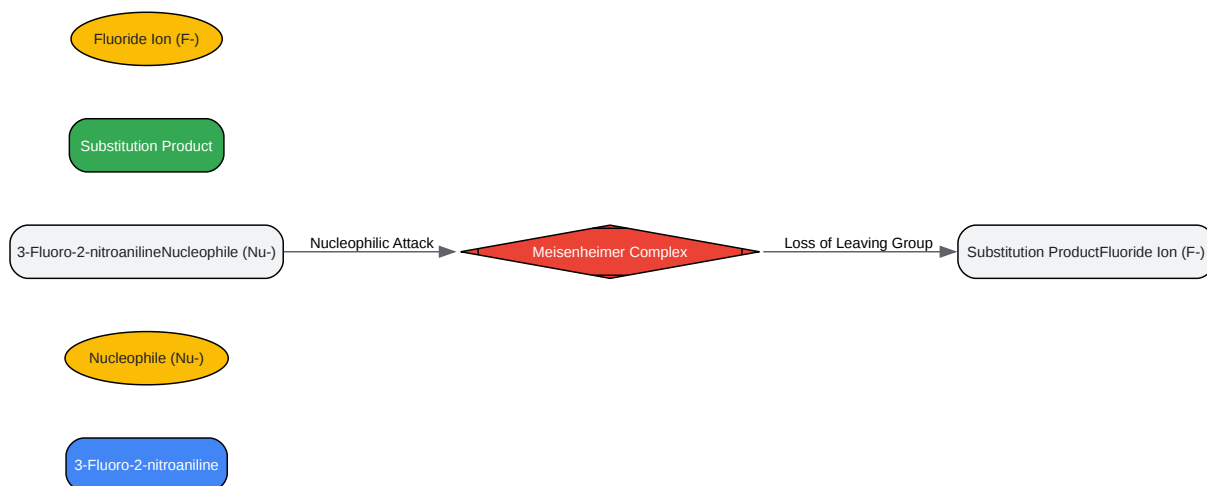 Fluoride Ion (F-)
Substitution Product
3-Fluoro-2-nitroanilineNucleophile (Nu-)
Nucleophilic Attack
Meisenheimer Complex
Loss of Leaving Group
Substitution ProductFluoride Ion (F-)
Nucleophile (Nu-)
3-Fluoro-2-nitroaniline